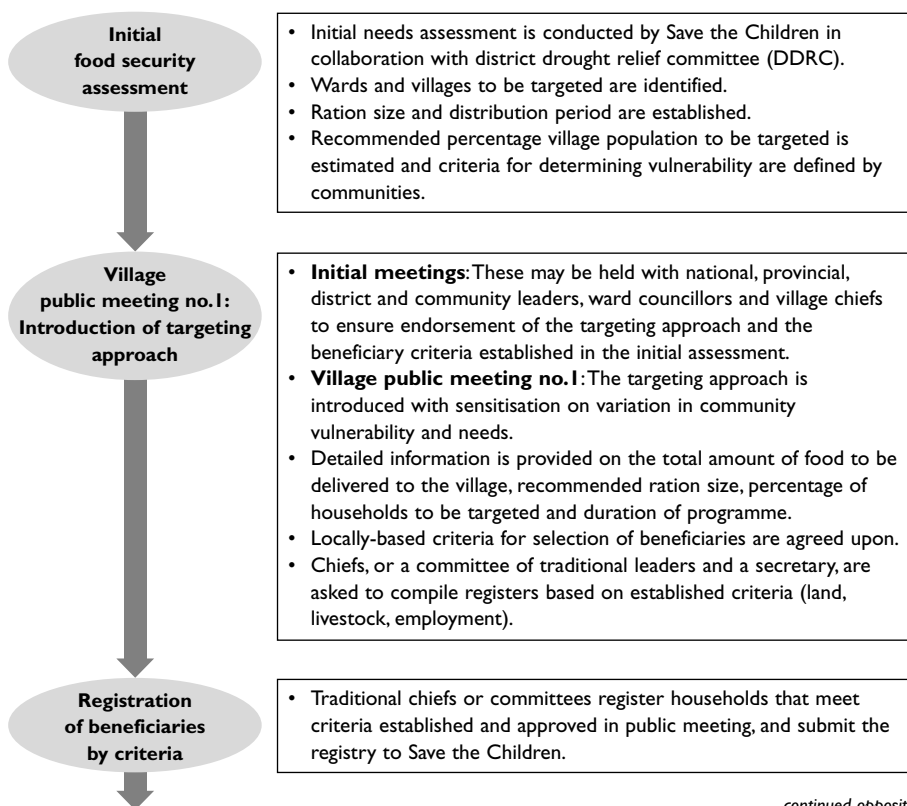 Initial
food security
assessment
• Initial needs assessment is conducted by Save the Children in
collaboration with district drought relief committee (DDRC).
• Wards and villages to be targeted are identified.
• Ration size and distribution period are established.
• Recommended percentage village population to be targeted is
estimated and criteria for determining vulnerability are defined by
communities.
Village
public meeting no.1:
Introduction of targeting
approach
• Initial meetings: These may be held with national, provincial,
district and community leaders, ward councillors and village chiefs
to ensure endorsement of the targeting approach and the
beneficiary criteria established in the initial assessment.
• Village public meeting no.1: The targeting approach is
introduced with sensitisation on variation in community
vulnerability and needs.
• Detailed information is provided on the total amount of food to be
delivered to the village, recommended ration size, percentage of
households to be targeted and duration of programme.
• Locally-based criteria for selection of beneficiaries are agreed upon.
• Chiefs, or a committee of traditional leaders and a secretary, are
asked to compile registers based on established criteria (land,
livestock, employment).
Registration
of beneficiaries
by criteria
• Traditional chiefs or committees register households that meet
criteria established and approved in public meeting, and submit the
registry to Save the Children.
continued opposit